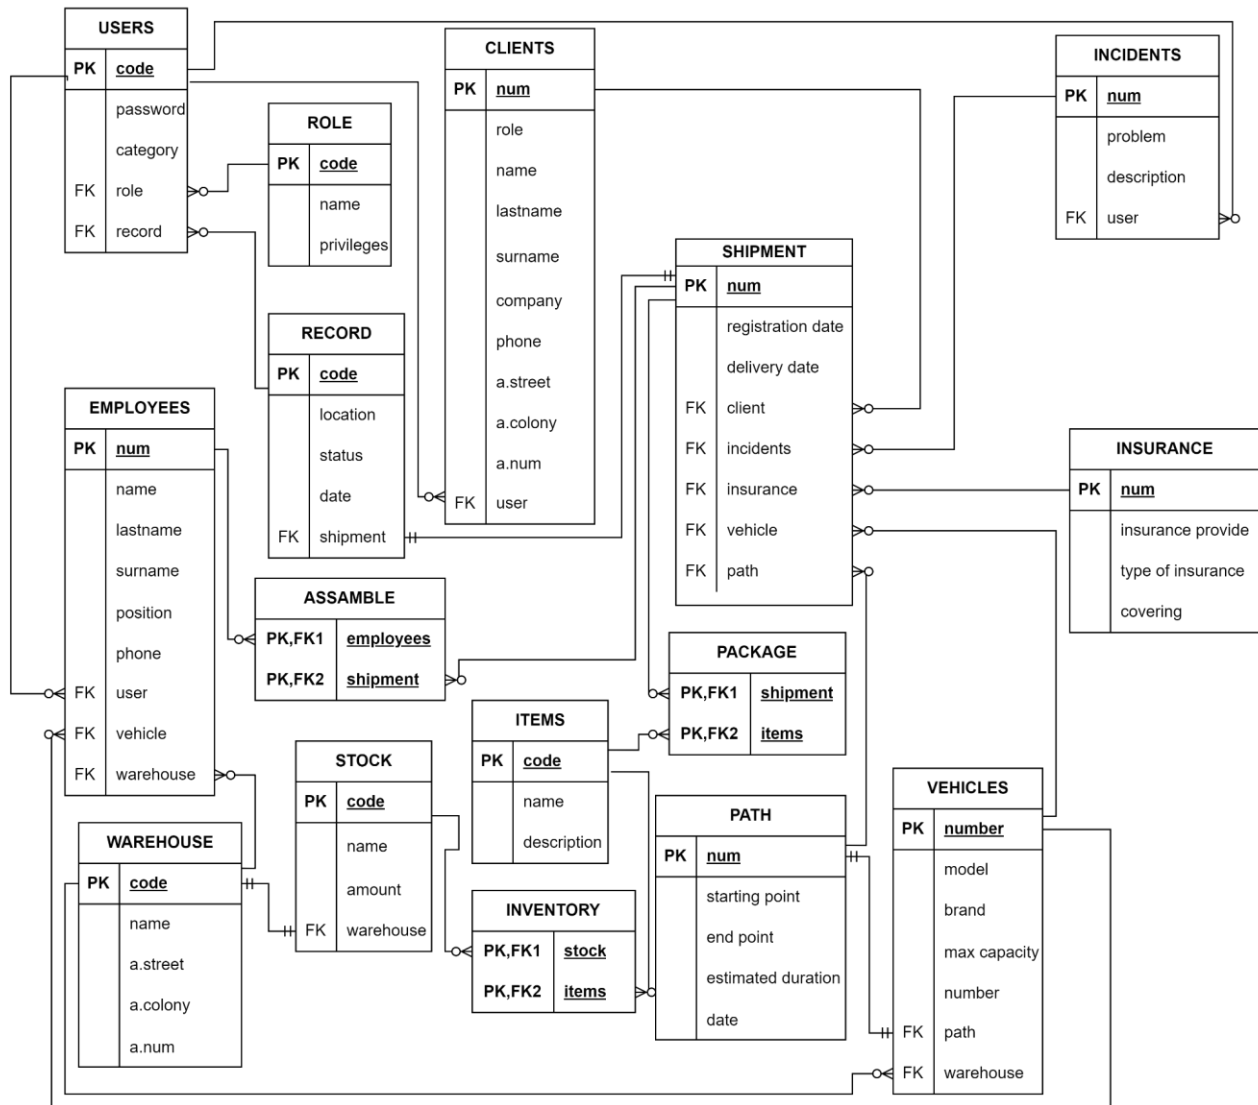 USERS
PK code
password
category
FK role
FK record
ROLE
PK code
name
privileges
RECORD
PK code
location
status
date
FK shipment
CLIENTS
PK num
role
name
lastname
surname
company
phone
a.street
a.colony
a.num
FK user
INCIDENTS
PK num
problem
description
FK user
SHIPMENT
PK num
registration date
delivery date
FK client
FK incidents
FK insurance
FK vehicle
FK path
INSURANCE
PK num
insurance provide
type of insurance
covering
EMPLOYEES
PK num
name
lastname
surname
position
phone
FK user
FK vehicle
FK warehouse
ASSAMBLE
PK,FK1 employees
PK,FK2 shipment
PACKAGE
PK,FK1 shipment
PK,FK2 items
ITEMS
PK code
name
description
STOCK
PK code
name
amount
FK warehouse
WAREHOUSE
PK code
name
a.street
a.colony
a.num
INVENTORY
PK,FK1 stock
PK,FK2 items
PATH
PK num
starting point
end point
estimated duration
date
VEHICLES
PK number
model
brand
max capacity
number
FK path
FK warehouse